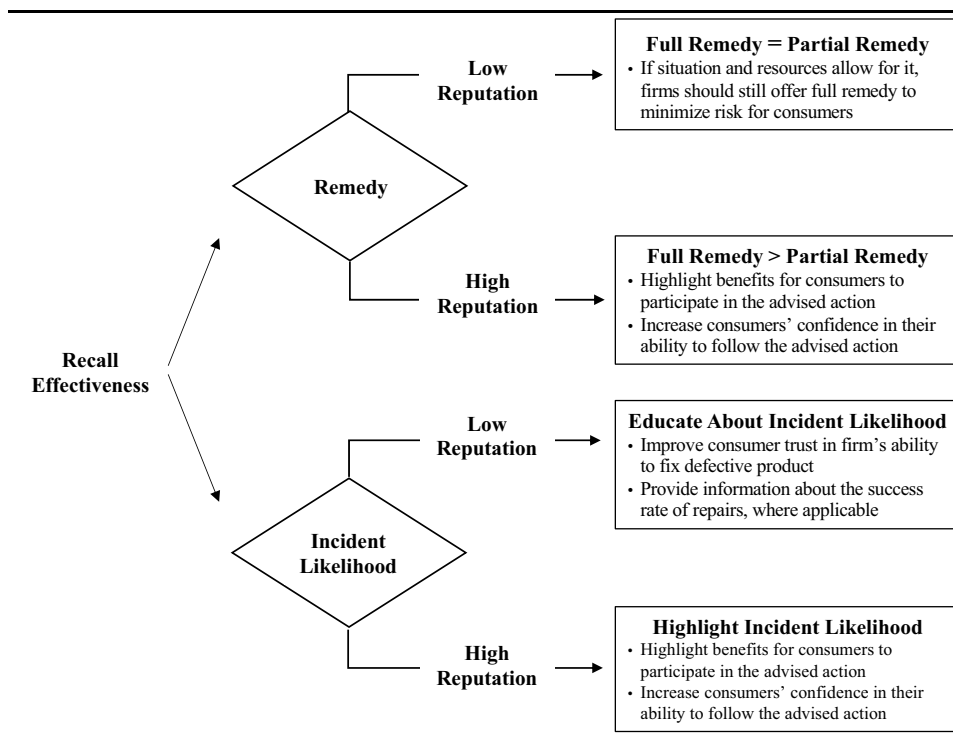 Low
Reputation
Full Remedy = Partial Remedy
• If situation and resources allow for it,
firms should still offer full remedy to
minimize risk for consumers
Remedy
High
Reputation
Full Remedy > Partial Remedy
• Highlight benefits for consumers to
participate in the advised action
• Increase consumers’ confidence in their
ability to follow the advised action
Recall
Effectiveness
Low
Reputation
Educate About Incident Likelihood
• Improve consumer trust in firm’s ability
to fix defective product
• Provide information about the success
rate of repairs, where applicable
Incident
Likelihood
High
Reputation
Highlight Incident Likelihood
• Highlight benefits for consumers to
participate in the advised action
• Increase consumers’ confidence in their
ability to follow the advised action